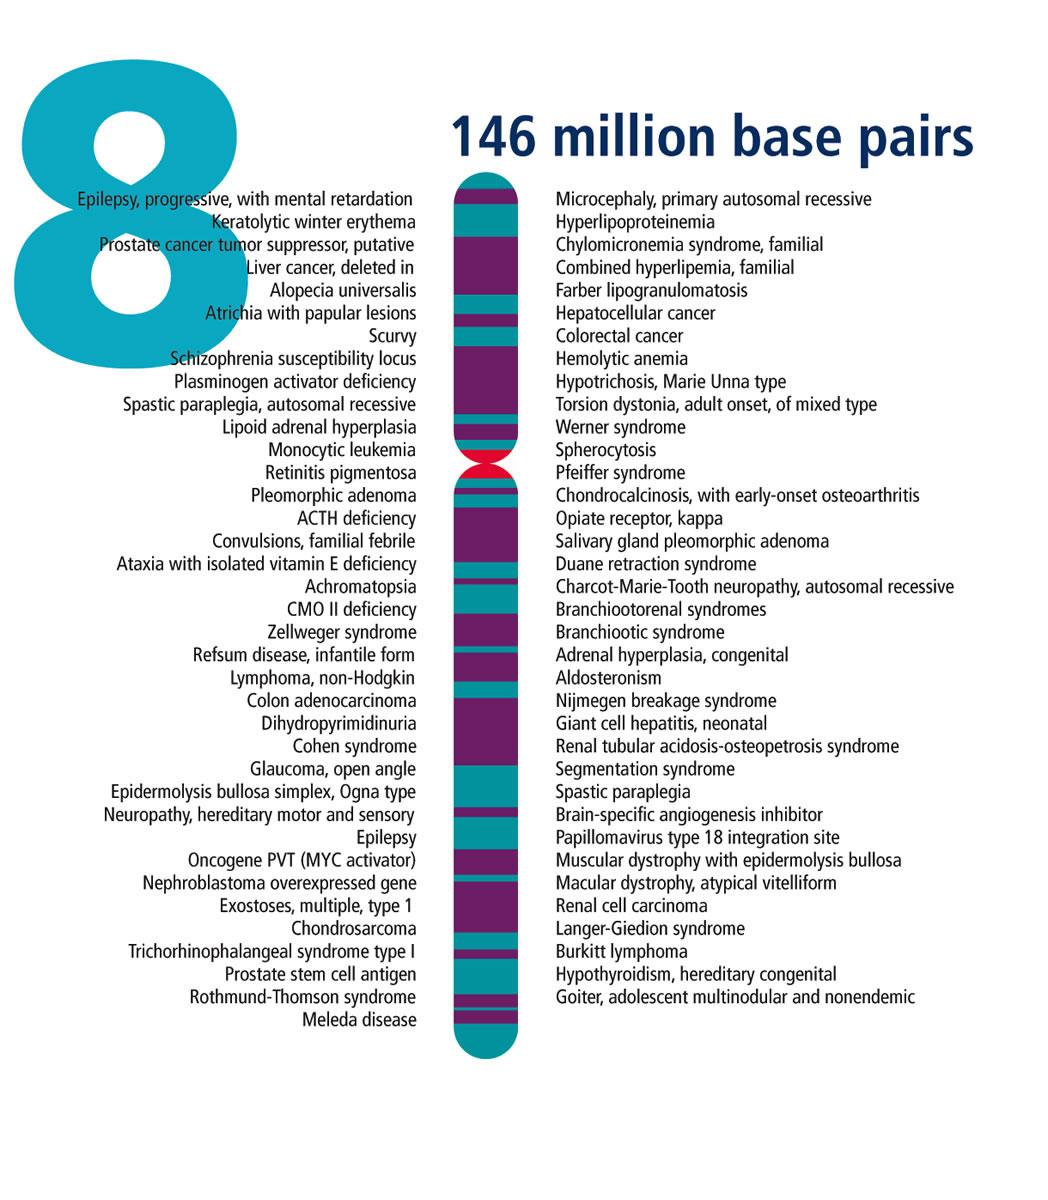 8
146 million base pairs
Epilepsy, progressive, with mental retardation
Keratolytic winter erythema
Prostate cancer tumor suppressor, putative
Liver cancer, deleted in
Alopecia universalis
Atrichia with papular lesions
Scurvy
Schizophrenia susceptibility locus
Plasminogen activator deficiency
Spastic paraplegia, autosomal recessive
Lipoid adrenal hyperplasia
Monocytic leukemia
Retinitis pigmentosa
Pleomorphic adenoma
ACTH deficiency
Convulsions, familial febrile
Ataxia with isolated vitamin E deficiency
Achromatopsia
CMO II deficiency
Zellweger syndrome
Refsum disease, infantile form
Lymphoma, non-Hodgkin
Colon adenocarcinoma
Dihydropyrimidinuria
Cohen syndrome
Glaucoma, open angle
Epidermolysis bullosa simplex, Ogna type
Neuropathy, hereditary motor and sensory
Epilepsy
Oncogene PVT (MYC activator)
Nephroblastoma overexpressed gene
Exostoses, multiple, type 1
Chondrosarcoma
Trichorhinophalangeal syndrome type I
Prostate stem cell antigen
Rothmund-Thomson syndrome
Meleda disease
Microcephaly, primary autosomal recessive
Hyperlipoproteinemia
Chylomicronemia syndrome, familial
Combined hyperlipemia, familial
Farber lipogranulomatosis
Hepatocellular cancer
Colorectal cancer
Hemolytic anemia
Hypotrichosis, Marie Unna type
Torsion dystonia, adult onset, of mixed type
Werner syndrome
Spherocytosis
Pfeiffer syndrome
Chondrocalcinosis, with early-onset osteoarthritis
Opiate receptor, kappa
Salivary gland pleomorphic adenoma
Duane retraction syndrome
Charcot-Marie-Tooth neuropathy, autosomal recessive
Branchiootorenal syndromes
Branchiootic syndrome
Adrenal hyperplasia, congenital
Aldosteronism
Nijmegen breakage syndrome
Giant cell hepatitis, neonatal
Renal tubular acidosis-osteopetrosis syndrome
Segmentation syndrome
Spastic paraplegia
Brain-specific angiogenesis inhibitor
Papillomavirus type 18 integration site
Muscular dystrophy with epidermolysis bullosa
Macular dystrophy, atypical vitelliform
Renal cell carcinoma
Langer-Giedion syndrome
Burkitt lymphoma
Hypothyroidism, hereditary congenital
Goiter, adolescent multinodular and nonendemic